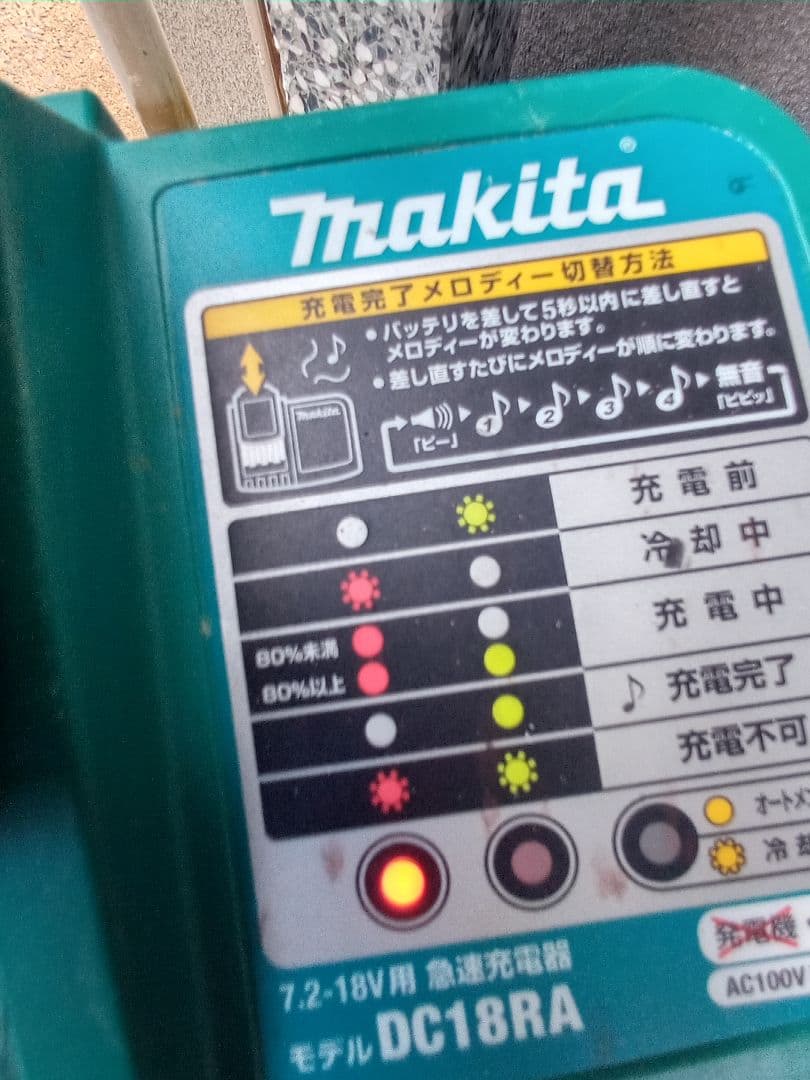 makita®
充電完了メロディー切替方法
・バッテリを差して5秒以内に差し直すと
メロディーが変わります。
・差し直すたびにメロディーが順に変わります。
makita
1 2 3 4 無音
「ピー」 「ピピッ」
充電前
冷却中
充電中
80%未満
80%以上
充電完了
充電不可
オートメ
冷却
発電機
7.2-18V用 急速充電器
AC100V
モデル DC18RA